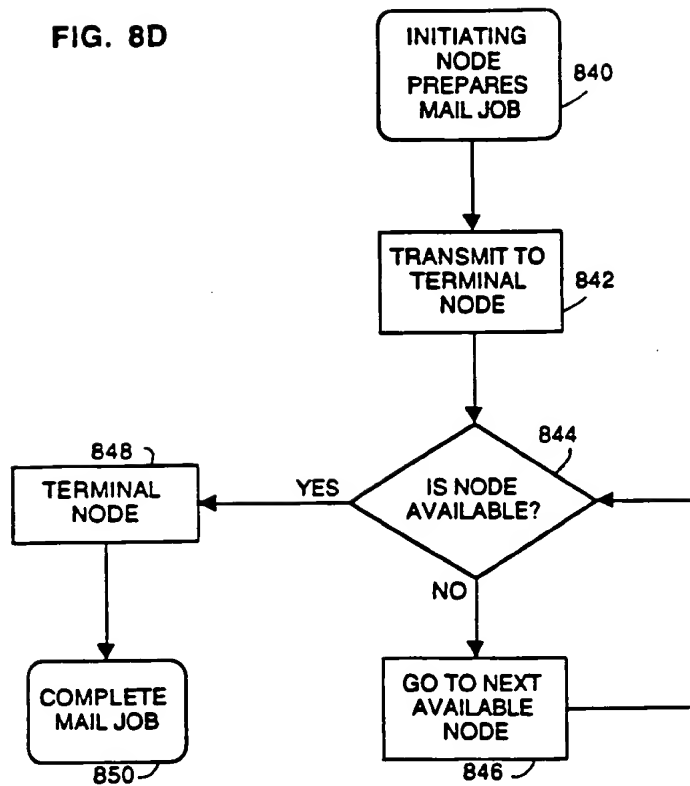 FIG. 8D
INITIATING
NODE
PREPARES
MAIL JOB
840
TRANSMIT TO
TERMINAL
NODE
842
844
IS NODE
AVAILABLE?
YES
NO
848
TERMINAL
NODE
COMPLETE
MAIL JOB
850
GO TO NEXT
AVAILABLE
NODE
846